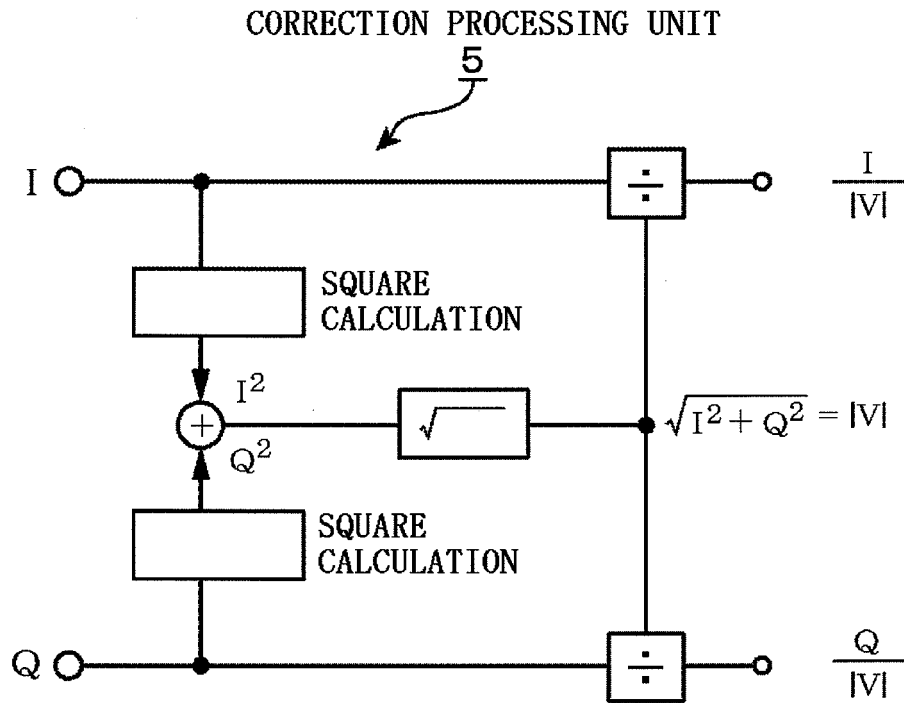 CORRECTION PROCESSING UNIT
5
I
÷
I
|V|
SQUARE
CALCULATION
I²
+
√
√I² + Q² = |V|
Q²
SQUARE
CALCULATION
Q
÷
Q
|V|